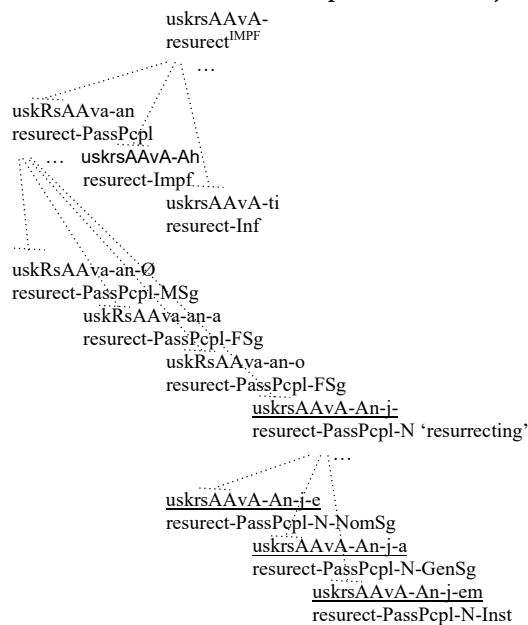 uskrsAAvA-
resurect^IMPF
…
uskRsAAva-an
resurect-PassPcpl
… uskrsAAvA-Ah
resurect-Impf
uskrsAAvA-ti
resurect-Inf
uskRsAAva-an-Ø
resurect-PassPcpl-MSg
uskRsAAva-an-a
resurect-PassPcpl-FSg
uskRsAAva-an-o
resurect-PassPcpl-FSg
uskrsAAvA-An-j-
resurect-PassPcpl-N ‘resurrecting’
…
uskrsAAvA-An-j-e
resurect-PassPcpl-N-NomSg
uskrsAAvA-An-j-a
resurect-PassPcpl-N-GenSg
uskrsAAvA-An-j-em
resurect-PassPcpl-N-Inst